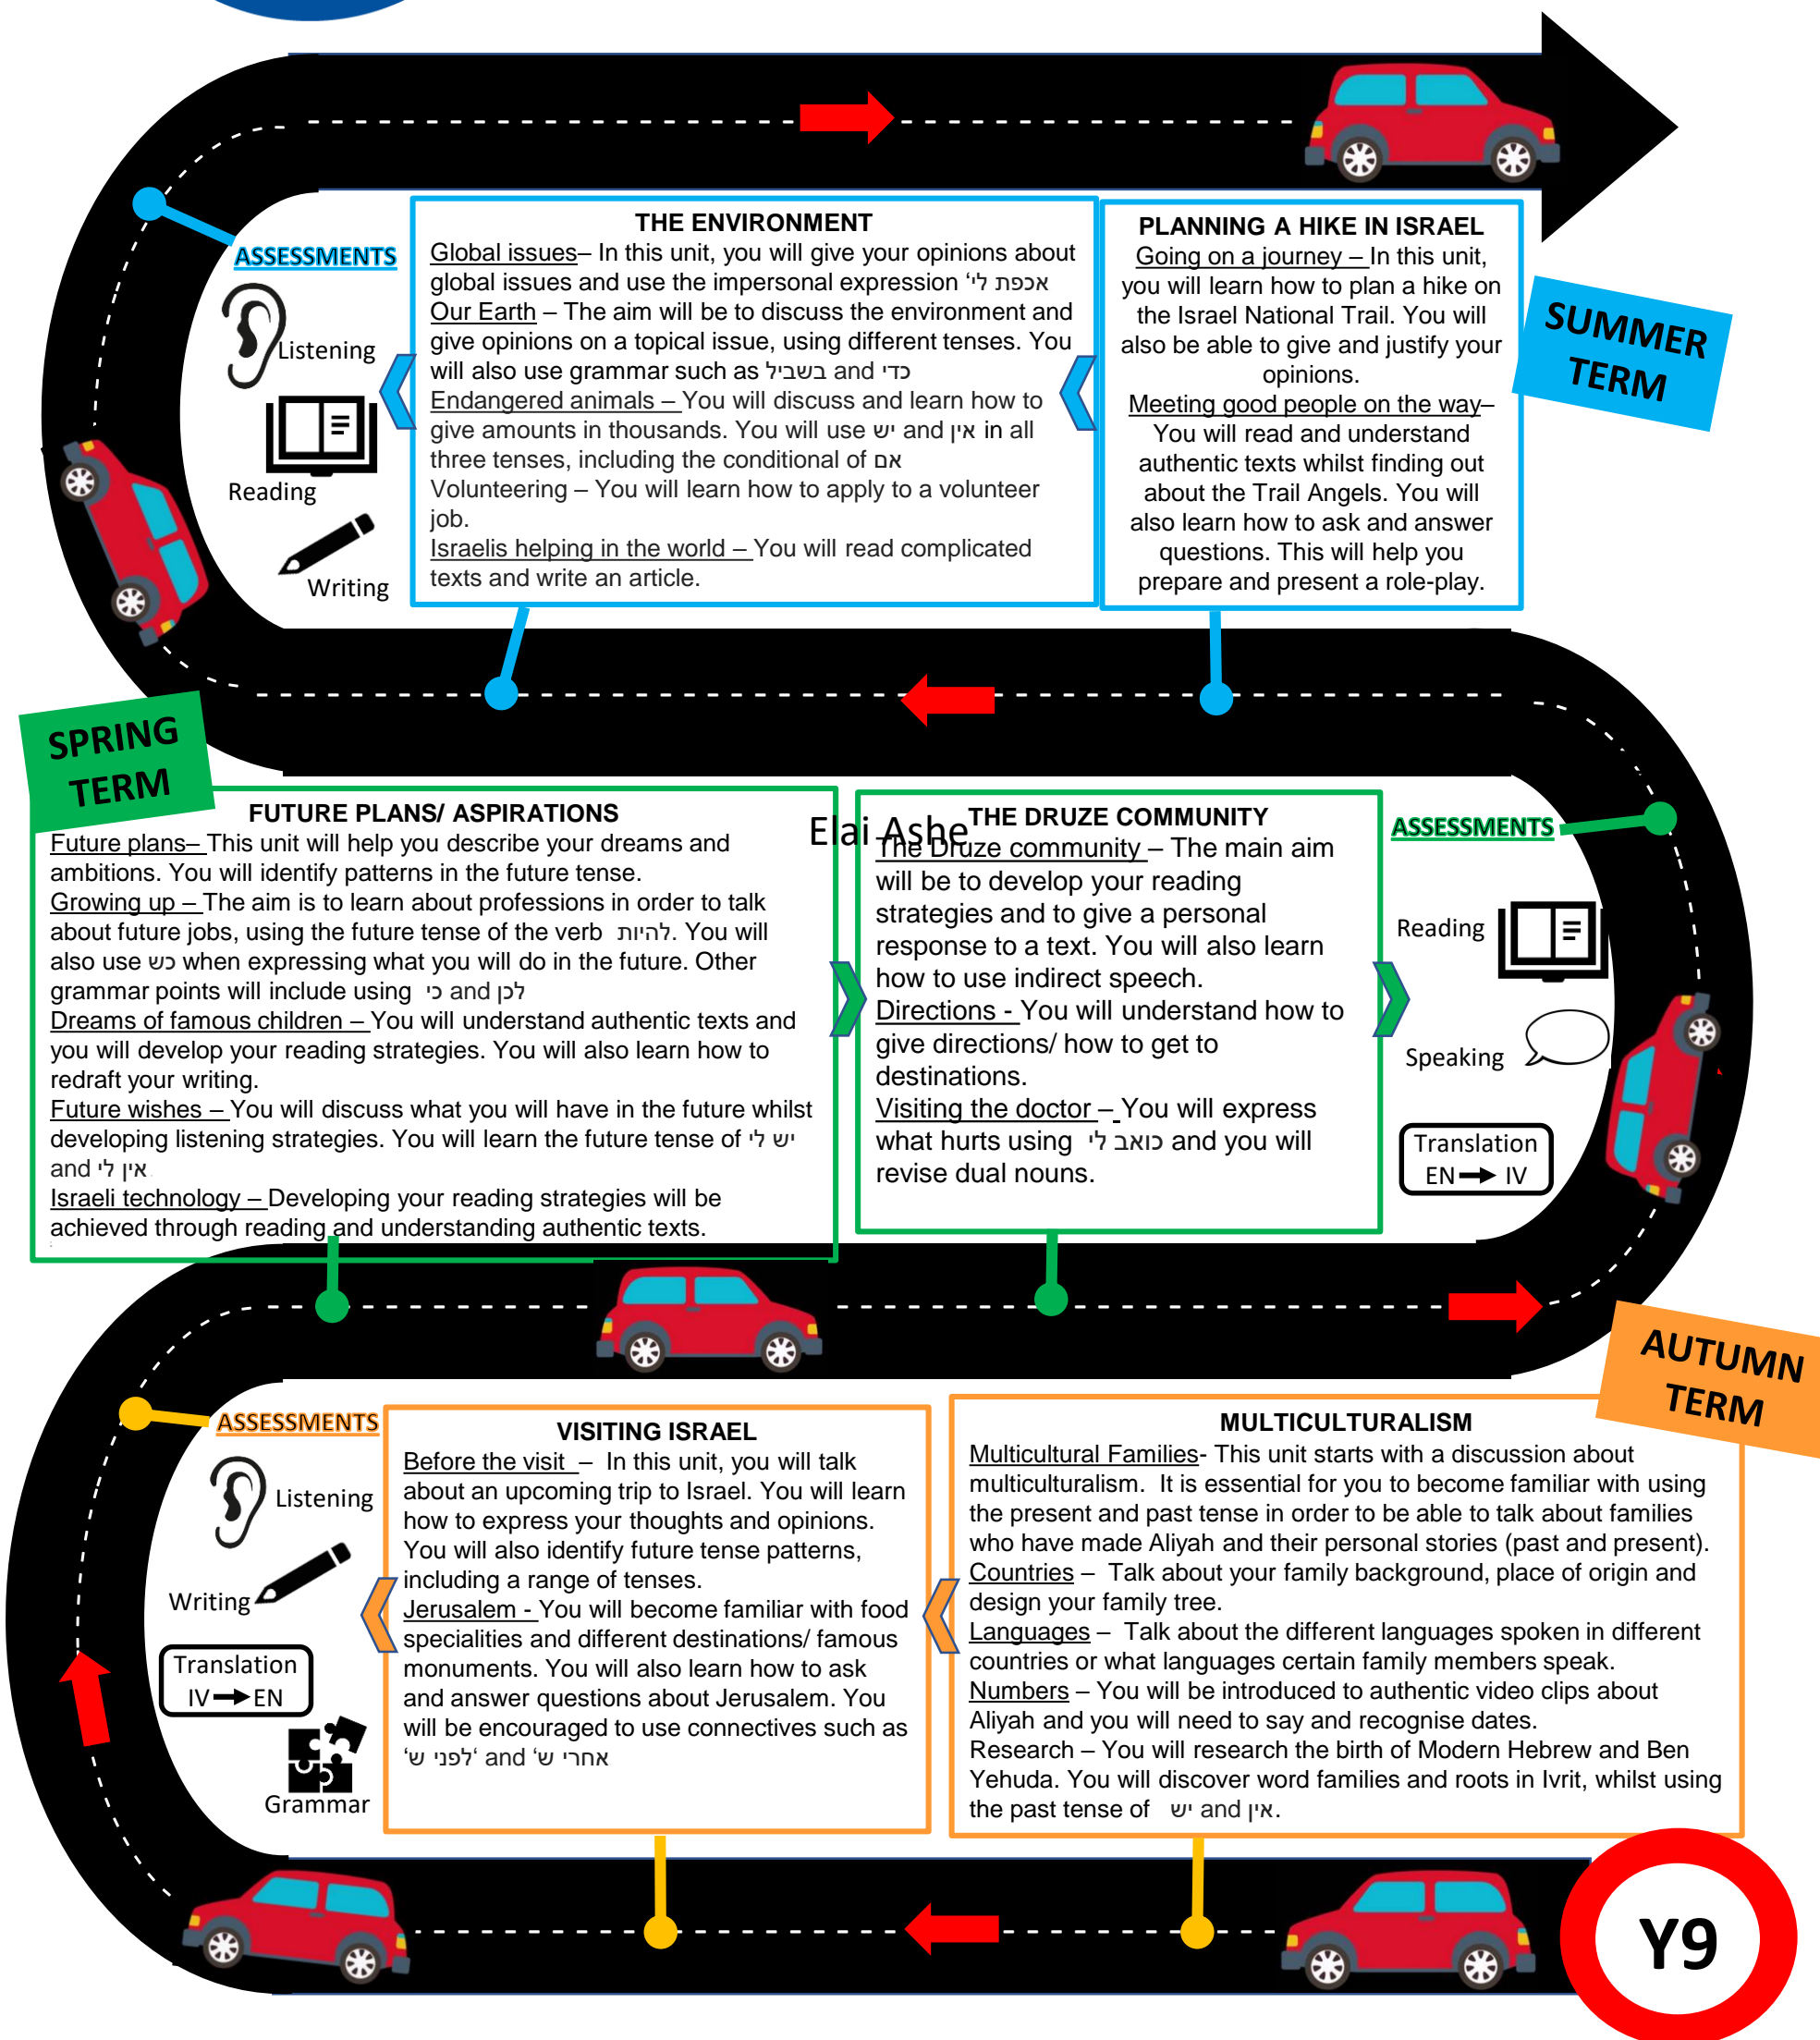 THE ENVIRONMENT
Global issues– In this unit, you will give your opinions about
global issues and use the impersonal expression 'אכפת לי
Our Earth – The aim will be to discuss the environment and
give opinions on a topical issue, using different tenses. You
will also use grammar such as בשביל and כדי
Endangered animals – You will discuss and learn how to
give amounts in thousands. You will use יש and אין in all
three tenses, including the conditional of אם
Volunteering – You will learn how to apply to a volunteer
job.
Israelis helping in the world – You will read complicated
texts and write an article.
PLANNING A HIKE IN ISRAEL
Going on a journey – In this unit,
you will learn how to plan a hike on
the Israel National Trail. You will
also be able to give and justify your
opinions.
Meeting good people on the way–
You will read and understand
authentic texts whilst finding out
about the Trail Angels. You will
also learn how to ask and answer
questions. This will help you
prepare and present a role-play.
SUMMER
TERM
ASSESSMENTS
Listening
Reading
Writing
SPRING
TERM
FUTURE PLANS/ ASPIRATIONS
Future plans– This unit will help you describe your dreams and
ambitions. You will identify patterns in the future tense.
Growing up – The aim is to learn about professions in order to talk
about future jobs, using the future tense of the verb להיות. You will
also use כש when expressing what you will do in the future. Other
grammar points will include using כי and לכן
Dreams of famous children – You will understand authentic texts and
you will develop your reading strategies. You will also learn how to
redraft your writing.
Future wishes – You will discuss what you will have in the future whilst
developing listening strategies. You will learn the future tense of יש לי
and אין לי
Israeli technology – Developing your reading strategies will be
achieved through reading and understanding authentic texts.
Elai Ashe
THE DRUZE COMMUNITY
The Druze community – The main aim
will be to develop your reading
strategies and to give a personal
response to a text. You will also learn
how to use indirect speech.
Directions - You will understand how to
give directions/ how to get to
destinations.
Visiting the doctor – You will express
what hurts using כואב לי and you will
revise dual nouns.
ASSESSMENTS
Reading
Speaking
Translation
EN IV
AUTUMN
TERM
ASSESSMENTS
Listening
Writing
Translation
IV EN
Grammar
VISITING ISRAEL
Before the visit – In this unit, you will talk
about an upcoming trip to Israel. You will learn
how to express your thoughts and opinions.
You will also identify future tense patterns,
including a range of tenses.
Jerusalem - You will become familiar with food
specialities and different destinations/ famous
monuments. You will also learn how to ask
and answer questions about Jerusalem. You
will be encouraged to use connectives such as
'לפני ש' and 'אחרי ש
MULTICULTURALISM
Multicultural Families- This unit starts with a discussion about
multiculturalism. It is essential for you to become familiar with using
the present and past tense in order to be able to talk about families
who have made Aliyah and their personal stories (past and present).
Countries – Talk about your family background, place of origin and
design your family tree.
Languages – Talk about the different languages spoken in different
countries or what languages certain family members speak.
Numbers – You will be introduced to authentic video clips about
Aliyah and you will need to say and recognise dates.
Research – You will research the birth of Modern Hebrew and Ben
Yehuda. You will discover word families and roots in Ivrit, whilst using
the past tense of יש and אין.
Y9